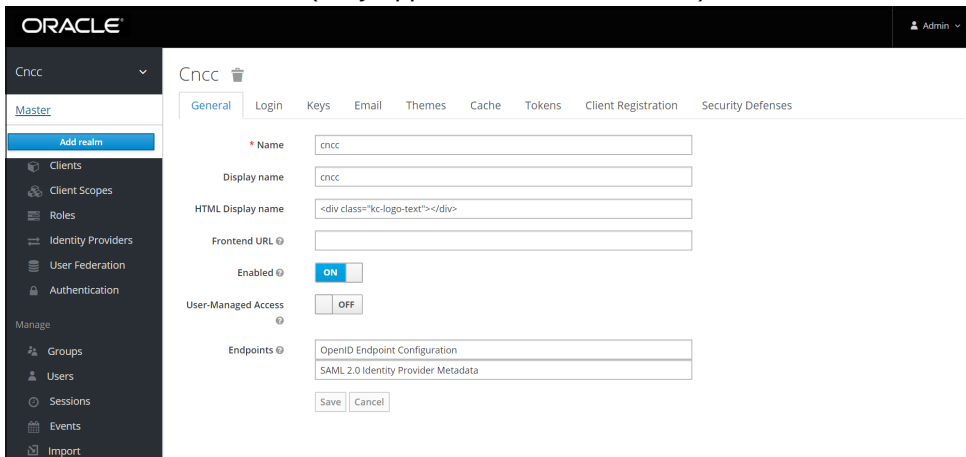 ORACLE
Admin
Cncc
Master
Add realm
Clients
Client Scopes
Roles
Identity Providers
User Federation
Authentication
Manage
Groups
Users
Sessions
Events
Import
Cncc
General Login Keys Email Themes Cache Tokens Client Registration Security Defenses
* Name cncc
Display name cncc
HTML Display name <div class="kc-logo-text"></div>
Frontend URL
Enabled ON
User-Managed Access OFF
Endpoints OpenID Endpoint Configuration
SAML 2.0 Identity Provider Metadata
Save Cancel